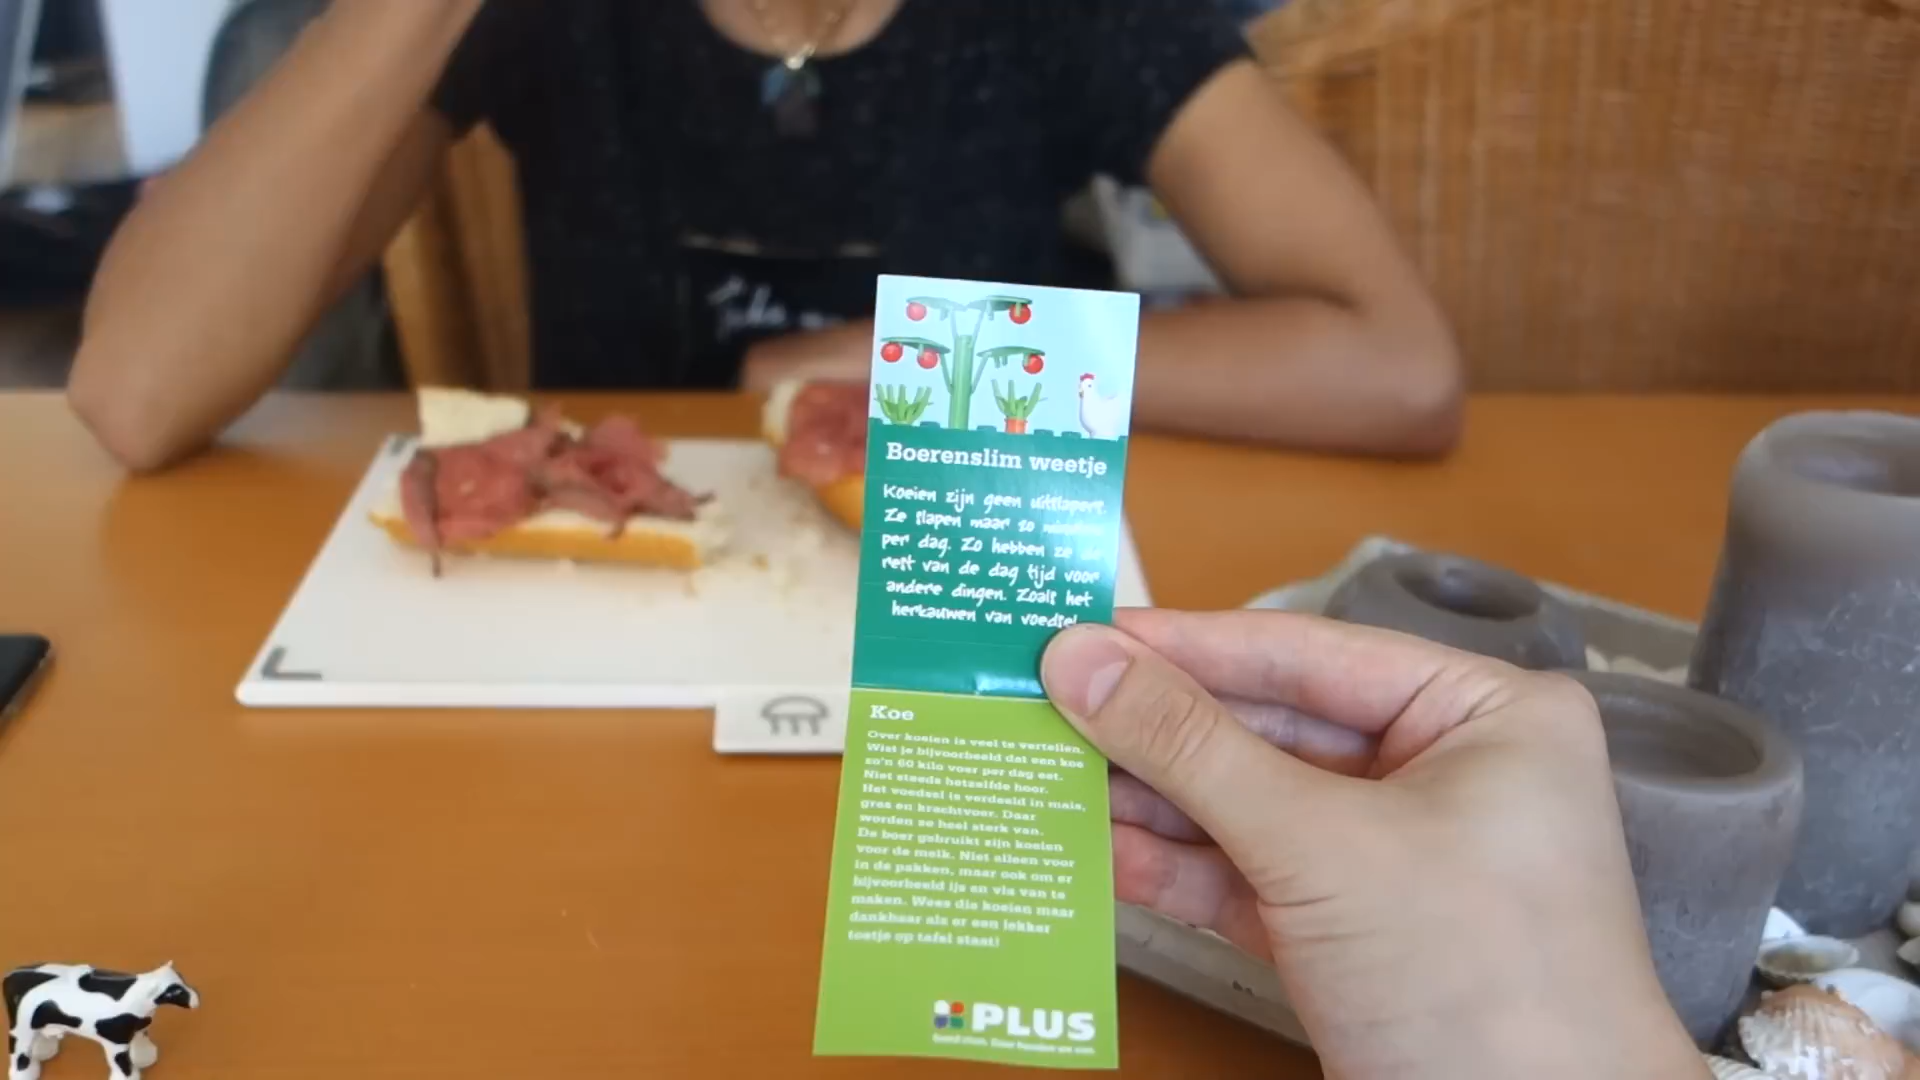 Take
Boerenslim weetje
Koeien zijn geen uitslapers.
Ze slapen maar 20 minuten
per dag. Zo hebben ze de
rest van de dag tijd voor
andere dingen. Zoals het
herkauwen van voedsel
Koe
Over koeien is veel te vertellen.
Wist je bijvoorbeeld dat een koe
zo'n 60 kilo voer per dag eet.
Niet steeds hetzelfde hoor.
Het voedsel is verdeeld in mais,
gras en krachtvoer. Daar
worden ze heel sterk van.
De boer gebruikt zijn koeien
voor de melk. Niet alleen voor
in de pakken, maar ook om er
bijvoorbeeld ijs en vla van te
maken. Wees die koeien maar
dankbaar als er een lekker
toetje op tafel staat!
PLUS